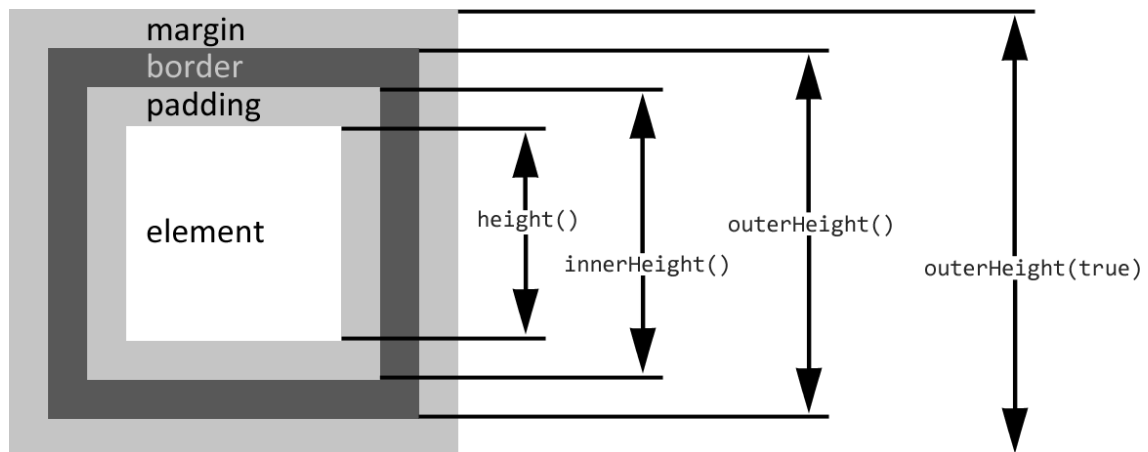 margin
border
padding
element
height()
innerHeight()
outerHeight()
outerHeight(true)